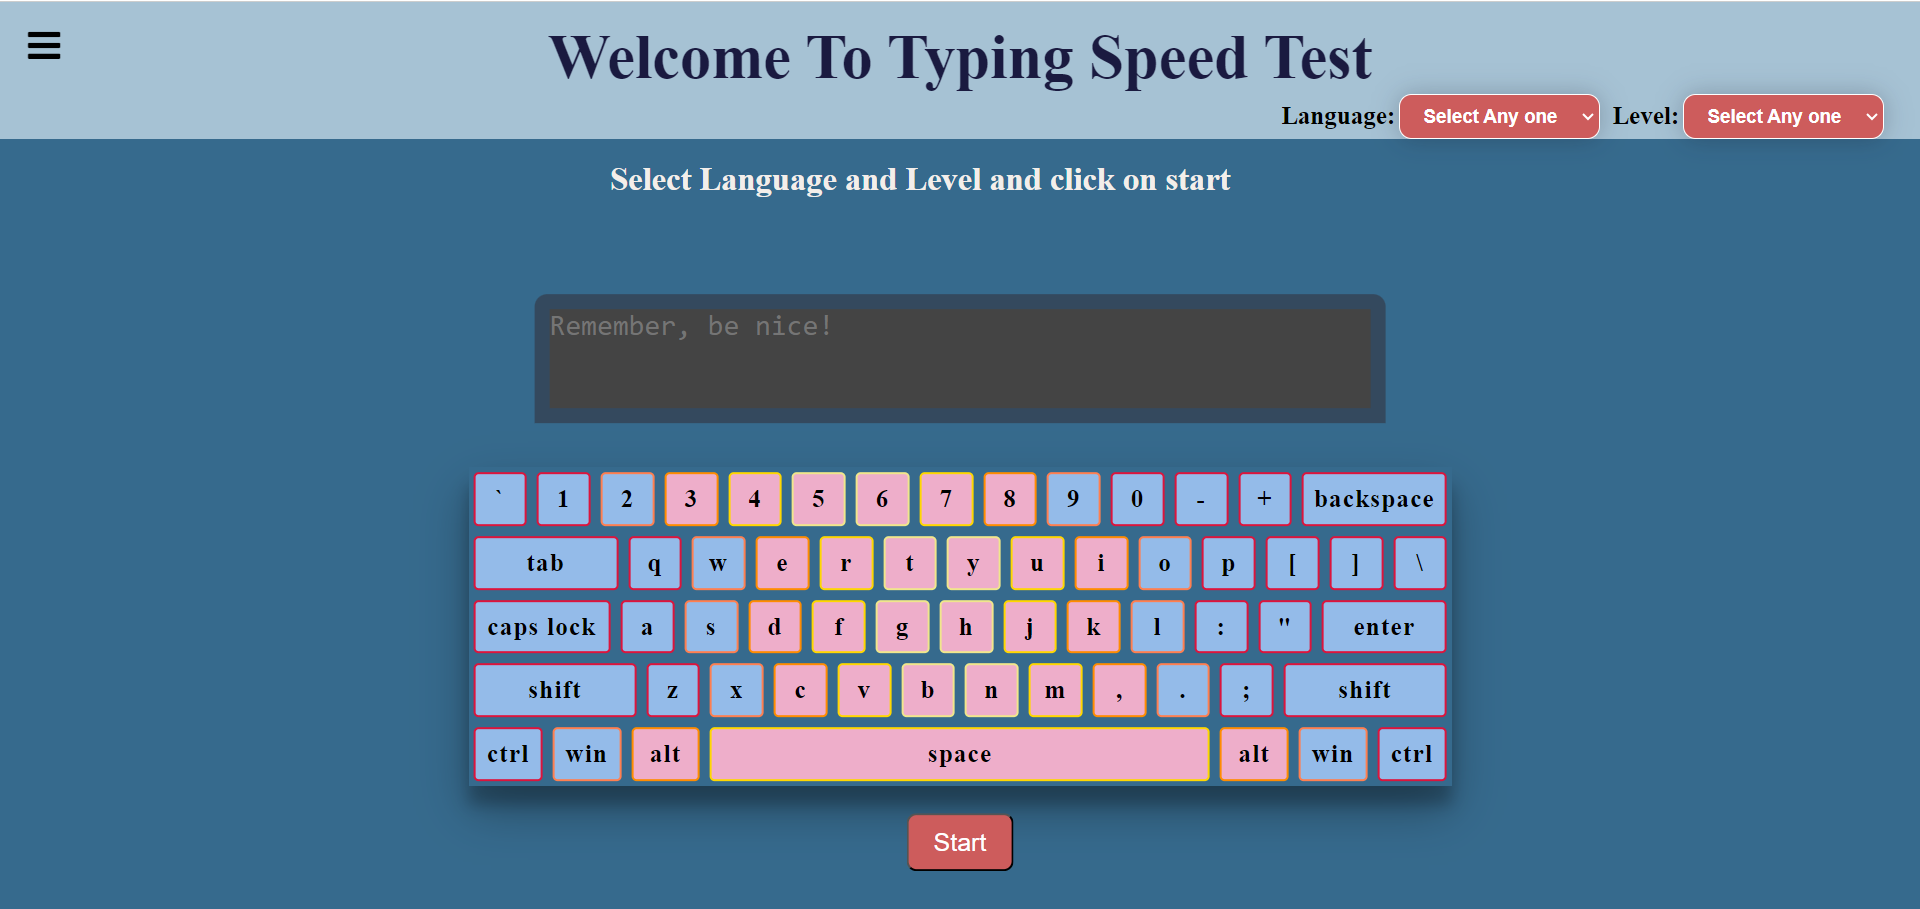 Welcome To Typing Speed Test
Language: Select Any one Level: Select Any one
Select Language and Level and click on start
Remember, be nice!
` 1 2 3 4 5 6 7 8 9 0 - + backspace
tab q w e r t y u i o p [ ] \
caps lock a s d f g h j k l : " enter
shift z x c v b n m , . ; shift
ctrl win alt space alt win ctrl
Start